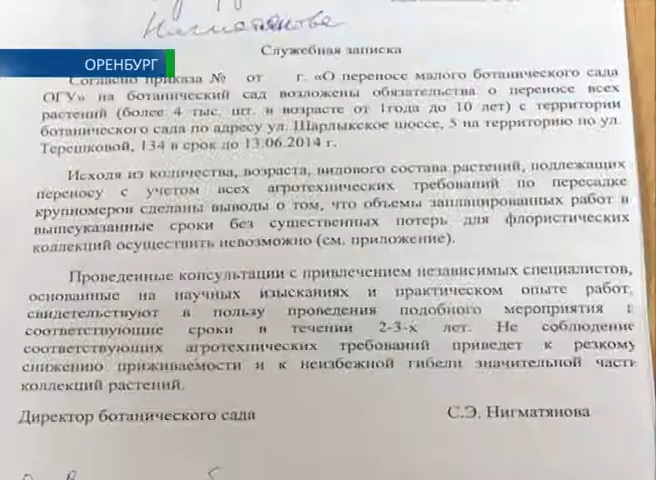 Нигматянова
ОРЕНБУРГ
Служебная записка
Согласно приказа № от г. «О переносе малого ботанического сада
ОГУ» на ботанический сад возложены обязательства о переносе всех
растений (более 4 тыс. шт. в возрасте от 1года до 10 лет) с территории
ботанического сада по адресу ул. Шарлыкское шоссе, 5 на территорию по ул.
Терешковой, 134 в срок до 13.06.2014 г.
Исходя из количества, возраста, видового состава растений, подлежащих
переносу с учетом всех агротехнических требований по пересадке
крупномеров сделаны выводы о том, что объемы запланированных работ в
вышеуказанные сроки без существенных потерь для флористических
коллекций осуществить невозможно (см. приложение).
Проведенные консультации с привлечением независимых специалистов,
основанные на научных изысканиях и практическом опыте работ,
свидетельствуют в пользу проведения подобного мероприятия в
соответствующие сроки в течении 2-3-х лет. Не соблюдение
соответствующих агротехнических требований приведет к резкому
снижению приживаемости и к неизбежной гибели значительной части
коллекций растений.
Директор ботанического сада С.Э. Нигматянова